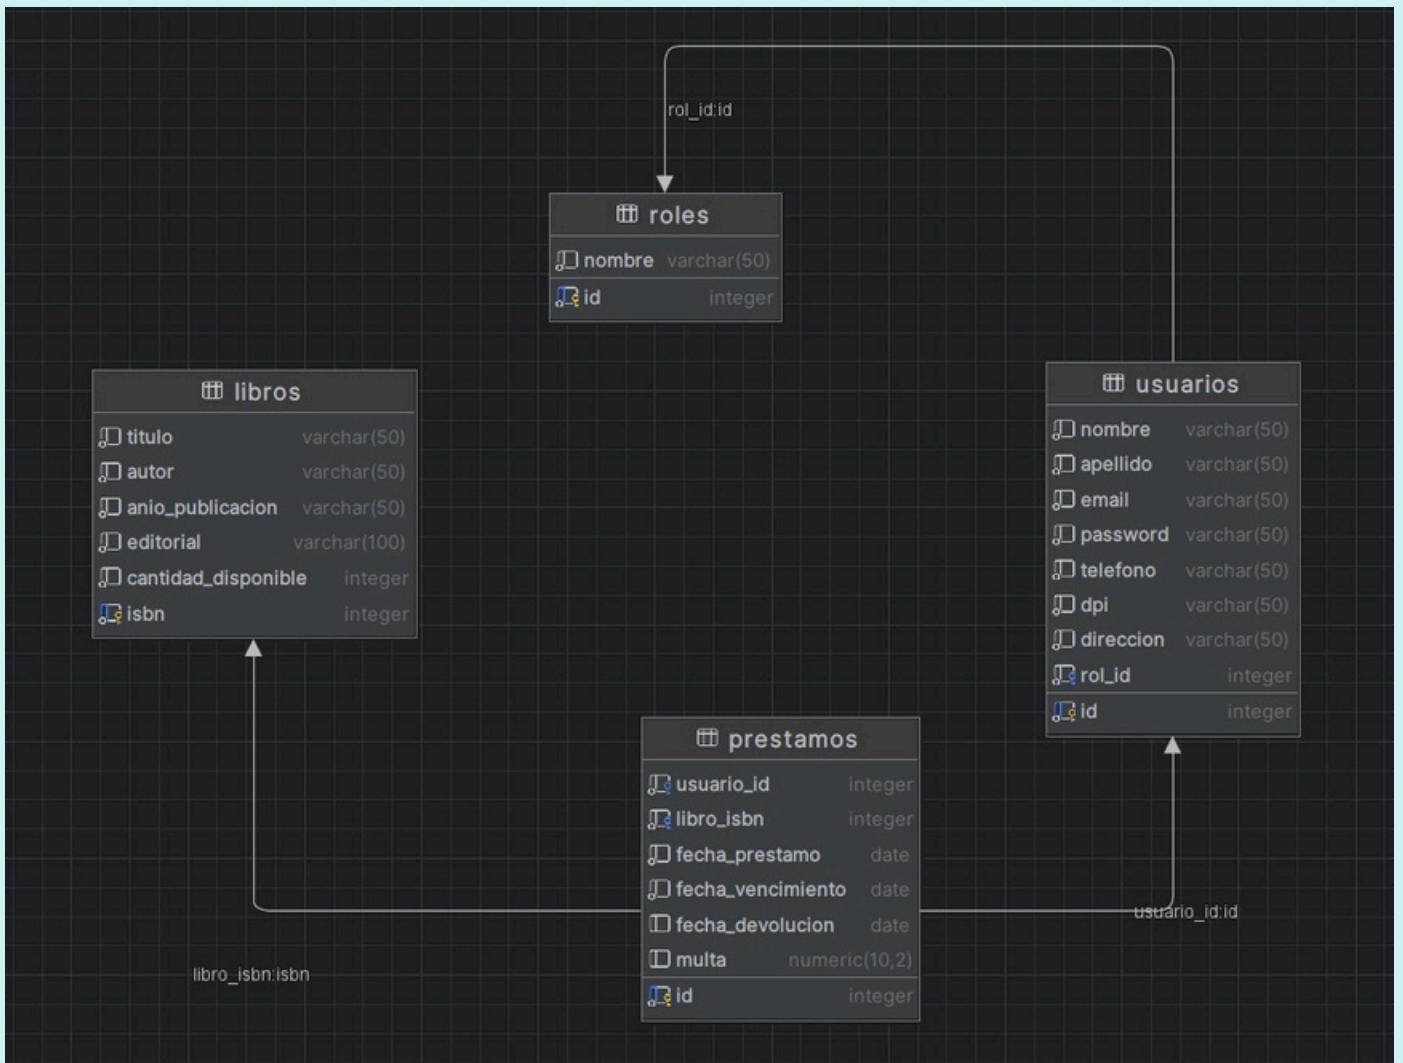 rol_id:id
roles
nombre varchar(50)
id integer
libros
titulo varchar(50)
autor varchar(50)
anio_publicacion varchar(50)
editorial varchar(100)
cantidad_disponible integer
isbn integer
usuarios
nombre varchar(50)
apellido varchar(50)
email varchar(50)
password varchar(50)
telefono varchar(50)
dpi varchar(50)
direccion varchar(50)
rol_id integer
id integer
prestamos
usuario_id integer
libro_isbn integer
fecha_prestamo date
fecha_vencimiento date
fecha_devolucion date
multa numeric(10,2)
id integer
usuario_id:id
libro_isbn:isbn